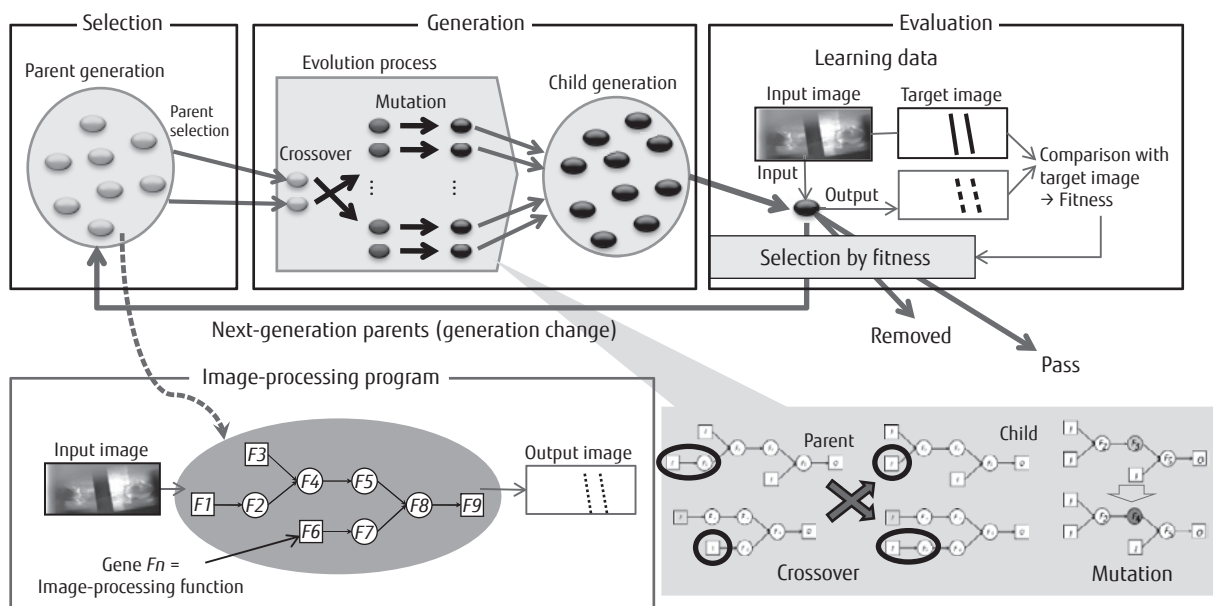 Selection
Generation
Evaluation
Parent generation
Parent
selection
Evolution process
Mutation
Crossover
...
...
Child generation
Learning data
Input image
Target image
Input
Output
Comparison with
target image
→ Fitness
Selection by fitness
Next-generation parents (generation change)
Removed
Pass
Image-processing program
Input image
F3
F1
F2
F4
F5
F6
F7
F8
F9
Output image
Gene Fn =
Image-processing function
Parent
Child
Crossover
Mutation